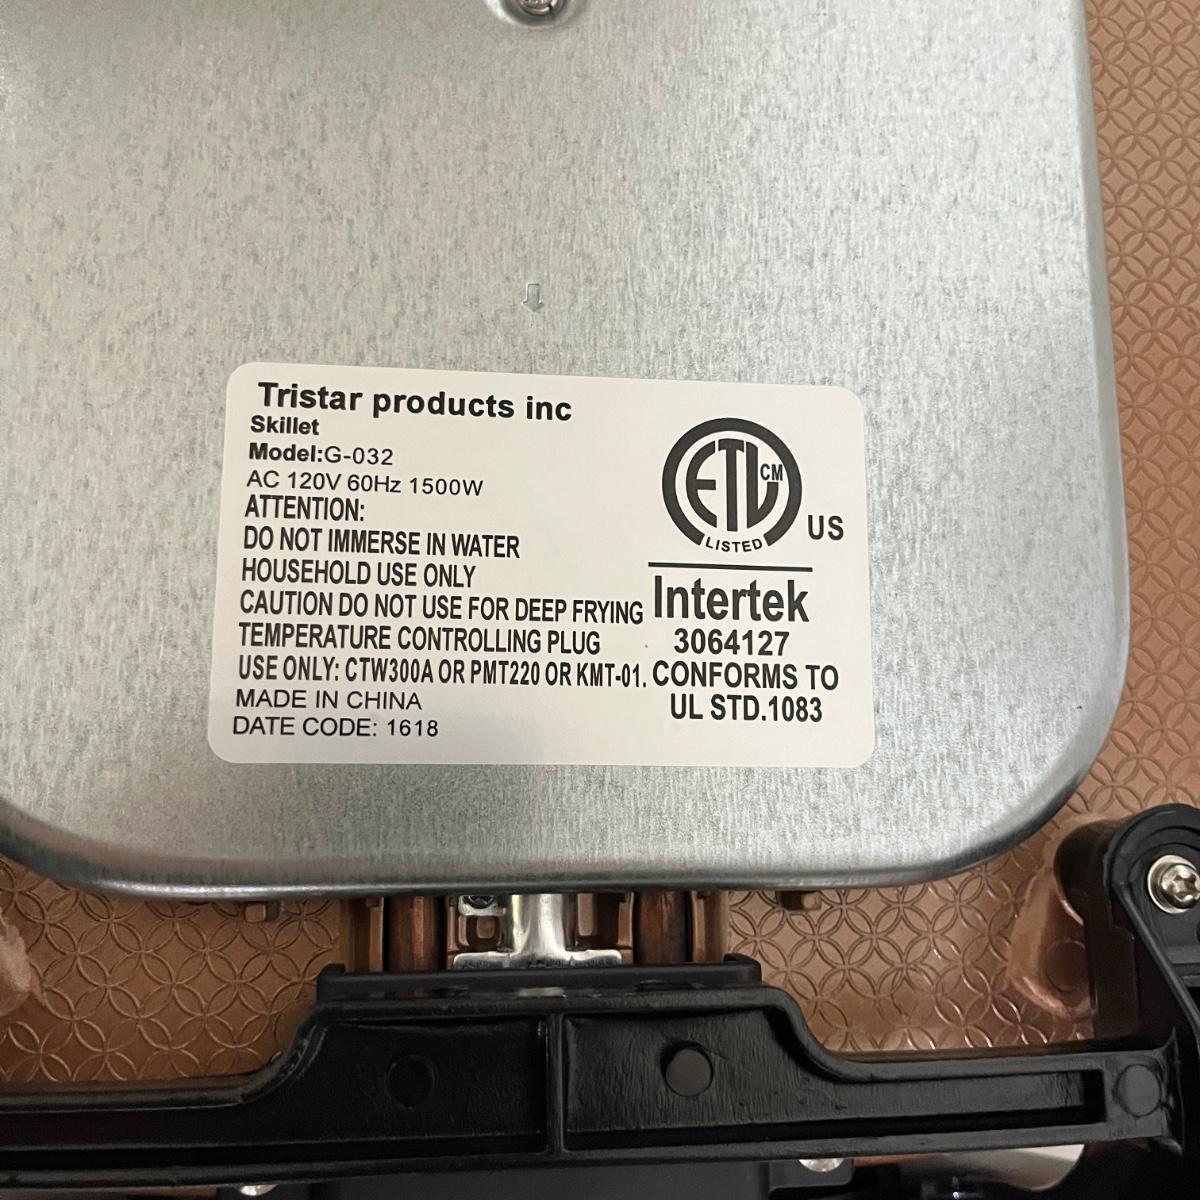 Tristar products inc
Skillet
Model:G-032
AC 120V 60Hz 1500W
ATTENTION:
DO NOT IMMERSE IN WATER
HOUSEHOLD USE ONLY
CAUTION DO NOT USE FOR DEEP FRYING
TEMPERATURE CONTROLLING PLUG
USE ONLY: CTW300A OR PMT220 OR KMT-01.
MADE IN CHINA
DATE CODE: 1618
ETL CM
LISTED
US
Intertek
3064127
CONFORMS TO
UL STD.1083